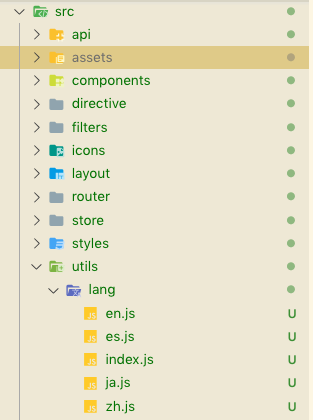 src
api
assets
components
directive
filters
icons
layout
router
store
styles
utils
lang
JS en.js U
JS es.js U
JS index.js U
JS ja.js U
JS zh.js U